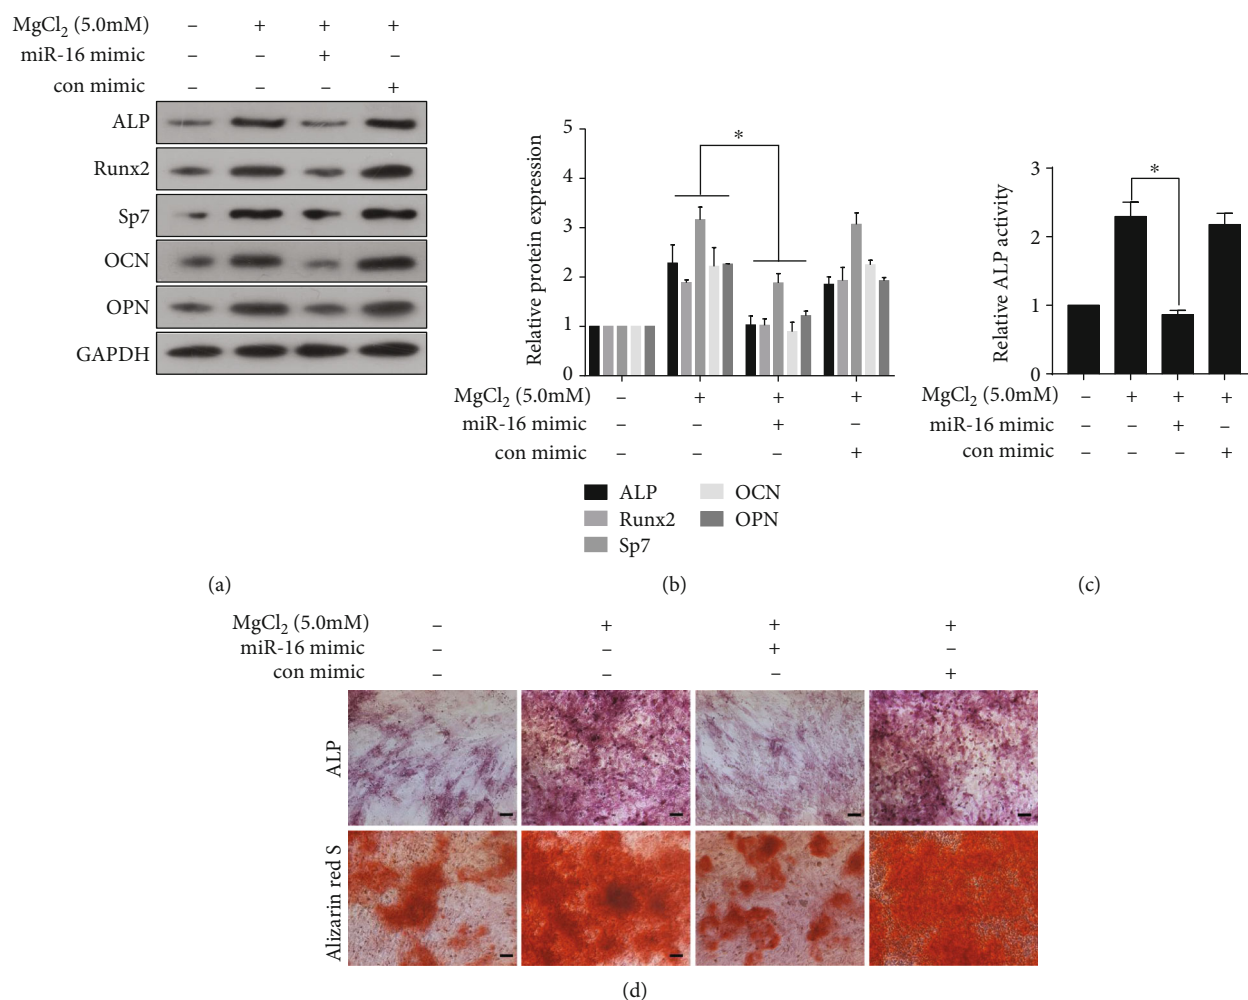 MgCl₂ (5.0mM) – + + +
miR-16 mimic – – + –
con mimic – – – +
ALP
Runx2
Sp7
OCN
OPN
GAPDH
(a)
Relative protein expression
5
4
3
2
1
0
*
MgCl₂ (5.0mM) – + + +
miR-16 mimic – – + –
con mimic – – – +
ALP
Runx2
Sp7
OCN
OPN
(b)
Relative ALP activity
3
2
1
0
*
MgCl₂ (5.0mM) – + + +
miR-16 mimic – – + –
con mimic – – – +
(c)
MgCl₂ (5.0mM) – + + +
miR-16 mimic – – + –
con mimic – – – +
ALP
Alizarin red S
(d)